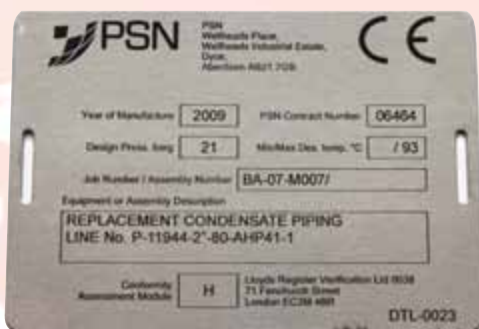 PSN
PSN
Wellheads Place,
Wellheads Industrial Estate,
Dyce,
Aberdeen AB21 7GB.
CE
Year of Manufacture 2009 PSN Contract Number 06464
Design Press. barg 21 Min/Max Des. temp. °C / 93
Job Number / Assembly Number BA-07-M007/
Equipment or Assembly Description
REPLACEMENT CONDENSATE PIPING
LINE No. P-11944-2"-80-AHP41-1
Conformity
Assessment Module H
Lloyds Register Verification Ltd 0038
71 Fenchurch Street
London EC3M 4BS
DTL-0023